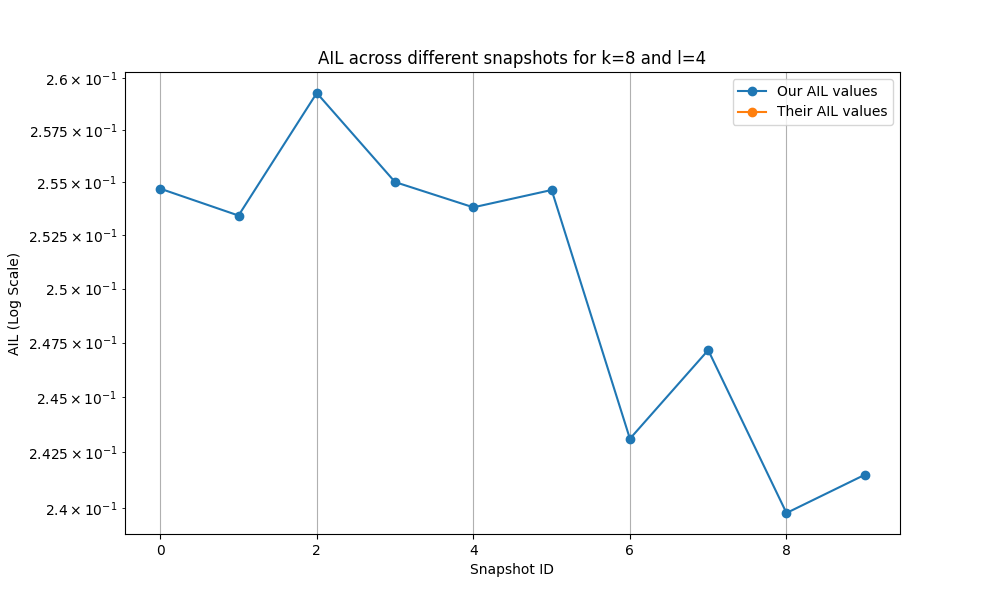 AIL across different snapshots for k=8 and l=4
Our AIL values
Their AIL values
AIL (Log Scale)
2.6 × 10⁻¹
2.575 × 10⁻¹
2.55 × 10⁻¹
2.525 × 10⁻¹
2.5 × 10⁻¹
2.475 × 10⁻¹
2.45 × 10⁻¹
2.425 × 10⁻¹
2.4 × 10⁻¹
0 2 4 6 8
Snapshot ID